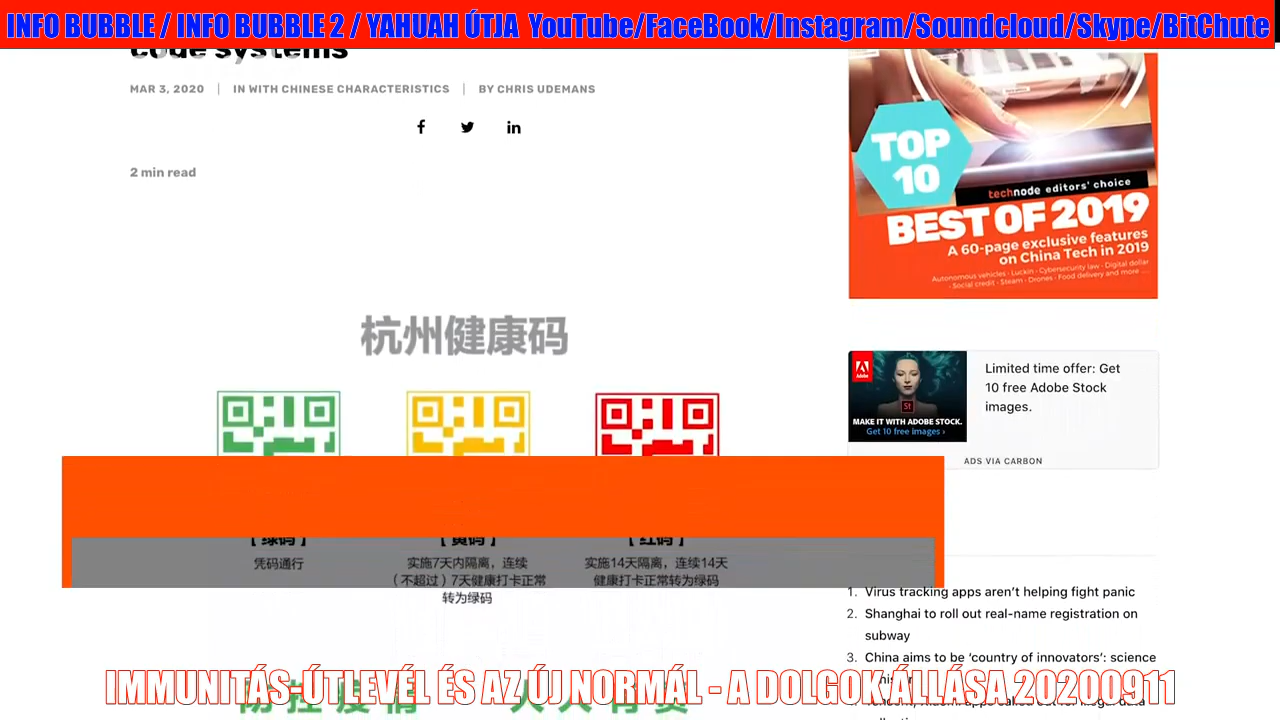 INFO BUBBLE / INFO BUBBLE 2 / YAHUAH ÚTJA YouTube/FaceBook/Instagram/Soundcloud/Skype/BitChute
code systems
MAR 3, 2020 | IN WITH CHINESE CHARACTERISTICS | BY CHRIS UDEMANS
2 min read
杭州健康码
【绿码】
【黄码】
【红码】
凭码通行
实施7天内隔离，连续
（不超过）7天健康打卡正常
转为绿码
实施14天隔离，连续14天
健康打卡正常转为绿码
TOP
10
technode editors' choice
BEST OF 2019
A 60-page exclusive features
on China Tech in 2019
Autonomous vehicles - Luckin - Cybersecurity law - Digital dollar
- Social credit - Steam - Drones - Food delivery and more ...
Limited time offer: Get
10 free Adobe Stock
images.
Adobe
St
MAKE IT WITH ADOBE STOCK.
Get 10 free images ›
ADS VIA CARBON
1. Virus tracking apps aren't helping fight panic
2. Shanghai to roll out real-name registration on
subway
3. China aims to be 'country of innovators': science
IMMUNITÁS-ÚTLEVÉL ÉS AZ ÚJ NORMÁL - A DOLGOK ÁLLÁSA 20200911